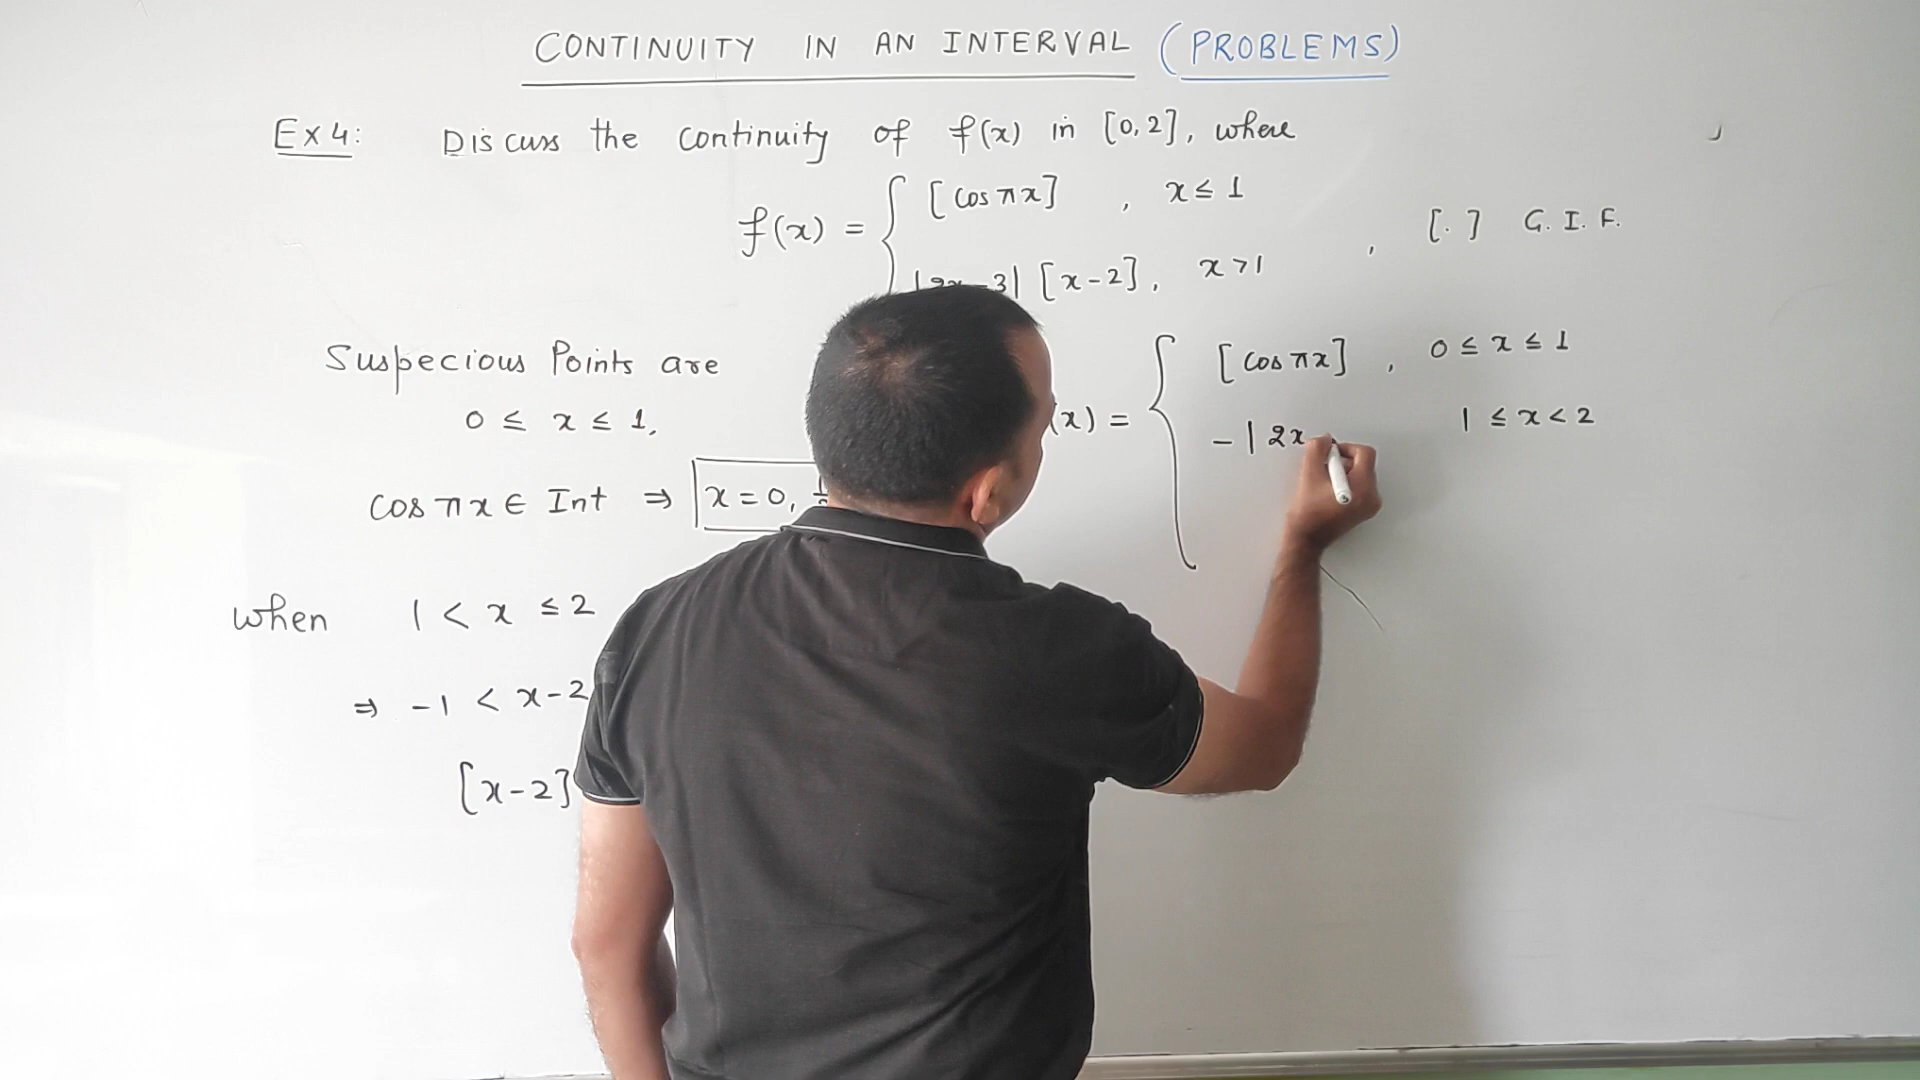 CONTINUITY IN AN INTERVAL (PROBLEMS)
Ex 4: Discuss the continuity of f(x) in [0,2], where
f(x) = { [cos πx] , x ≤ 1
|2x-3| [x-2], x>1
, [.] G.I.F.
Suspecious Points are
0 ≤ x ≤ 1,
cos πx ∈ Int ⇒ x = 0,
when 1 < x ≤ 2
⇒ -1 < x-2
[x-2]
(x) = { [cos πx] , 0 ≤ x ≤ 1
-|2x 1 ≤ x < 2